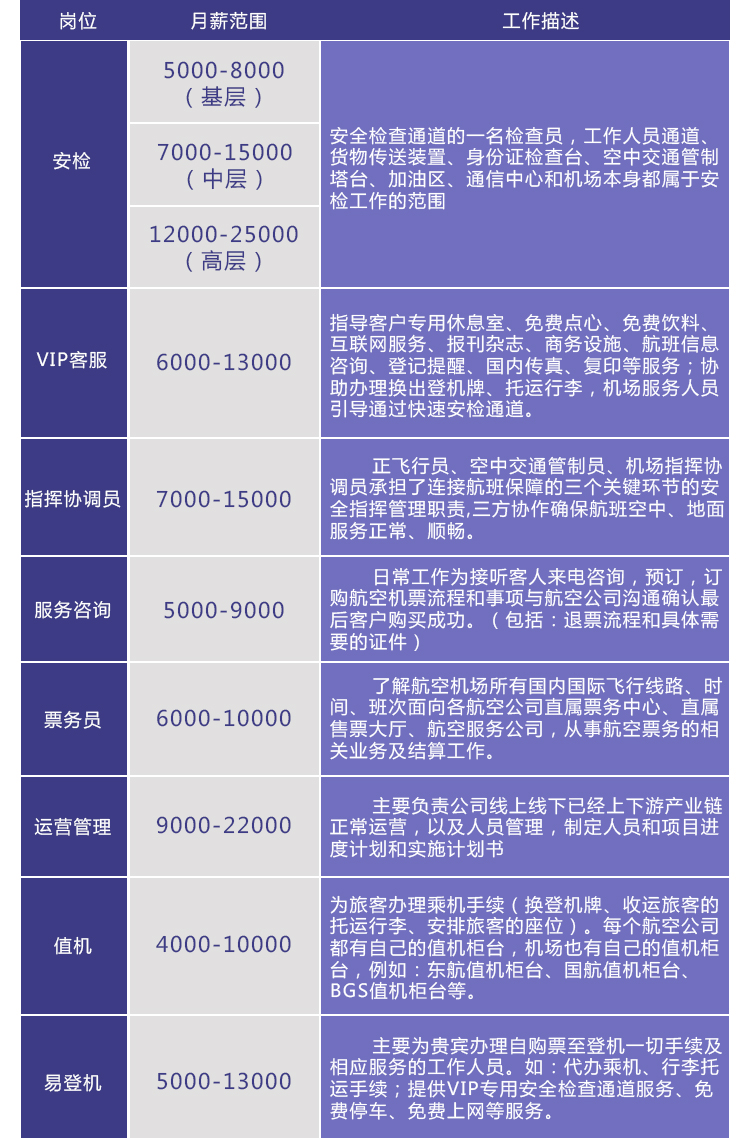 岗位 月薪范围 工作描述
安检
5000-8000
（基层）
7000-15000
（中层）
12000-25000
（高层）
安全检查通道的一名检查员，工作人员通道、
货物传送装置、身份证检查台、空中交通管制
塔台、加油区、通信中心和机场本身都属于安
检工作的范围
VIP客服
6000-13000
指导客户专用休息室、免费点心、免费饮料、
互联网服务、报刊杂志、商务设施、航班信息
咨询、登记提醒、国内传真、复印等服务；协
助办理换出登机牌、托运行李，机场服务人员
引导通过快速安检通道。
指挥协调员
7000-15000
正飞行员、空中交通管制员、机场指挥协
调员承担了连接航班保障的三个关键环节的安
全指挥管理职责,三方协作确保航班空中、地面
服务正常、顺畅。
服务咨询
5000-9000
日常工作为接听客人来电咨询，预订，订
购航空机票流程和事项与航空公司沟通确认最
后客户购买成功。（包括：退票流程和具体需
要的证件）
票务员
6000-10000
了解航空机场所有国内国际飞行线路、时
间、班次面向各航空公司直属票务中心、直属
售票大厅、航空服务公司，从事航空票务的相
关业务及结算工作。
运营管理
9000-22000
主要负责公司线上线下已经上下游产业链
正常运营，以及人员管理，制定人员和项目进
度计划和实施计划书
值机
4000-10000
为旅客办理乘机手续（换登机牌、收运旅客的
托运行李、安排旅客的座位）。每个航空公司
都有自己的值机柜台，机场也有自己的值机柜
台，例如：东航值机柜台、国航值机柜台、
BGS值机柜台等。
易登机
5000-13000
主要为贵宾办理自购票至登机一切手续及
相应服务的工作人员。如：代办乘机、行李托
运手续；提供VIP专用安全检查通道服务、免
费停车、免费上网等服务。